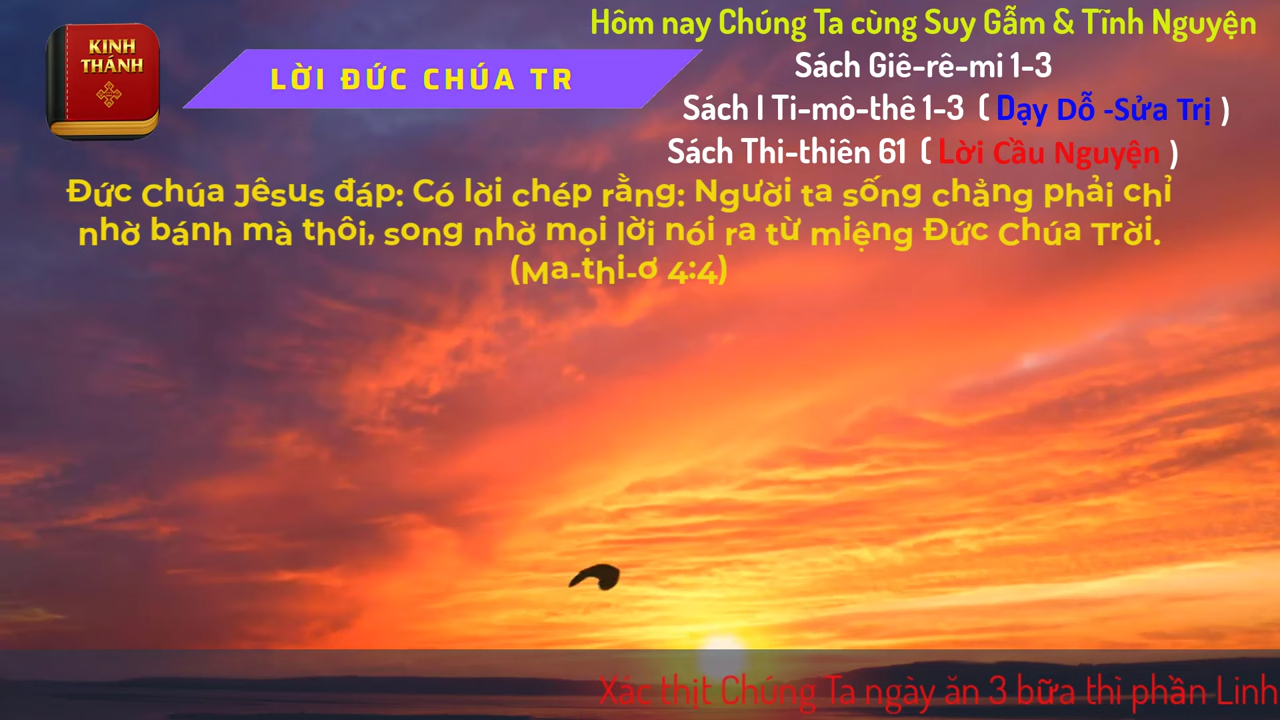 KINH
THÁNH
LỜI ĐỨC CHÚA TR
Hôm nay Chúng Ta cùng Suy Gẫm & Tĩnh Nguyện
Sách Giê-rê-mi 1-3
Sách I Ti-mô-thê 1-3 ( Dạy Dỗ -Sửa Trị )
Sách Thi-thiên 61 ( Lời Cầu Nguyện )
Đức Chúa Jêsus đáp: Có lời chép rằng: Người ta sống chẳng phải chỉ
nhờ bánh mà thôi, song nhờ mọi lời nói ra từ miệng Đức Chúa Trời.
(Ma-thi-ơ 4:4)
Xác thịt Chúng Ta ngày ăn 3 bữa thì phần Linh